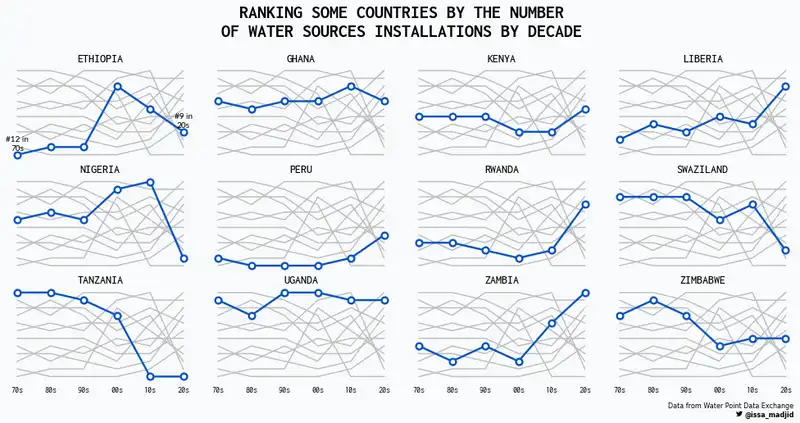 RANKING SOME COUNTRIES BY THE NUMBER
OF WATER SOURCES INSTALLATIONS BY DECADE
ETHIOPIA
GHANA
KENYA
LIBERIA
#12 in
70s
#9 in
20s
NIGERIA
PERU
RWANDA
SWAZILAND
TANZANIA
UGANDA
ZAMBIA
ZIMBABWE
70s 80s 90s 00s 10s 20s
70s 80s 90s 00s 10s 20s
70s 80s 90s 00s 10s 20s
70s 80s 90s 00s 10s 20s
Data from Water Point Data Exchange
@issa_madjid